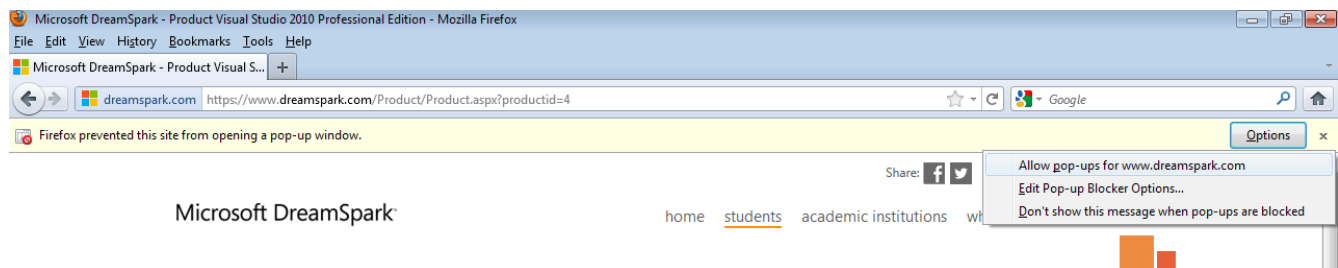 Microsoft DreamSpark - Product Visual Studio 2010 Professional Edition - Mozilla Firefox
File Edit View History Bookmarks Tools Help
Microsoft DreamSpark - Product Visual S... +
dreamspark.com https://www.dreamspark.com/Product/Product.aspx?productid=4 Google
Firefox prevented this site from opening a pop-up window. Options x
Share: Allow pop-ups for www.dreamspark.com
Edit Pop-up Blocker Options...
Microsoft DreamSpark home students academic institutions Don't show this message when pop-ups are blocked